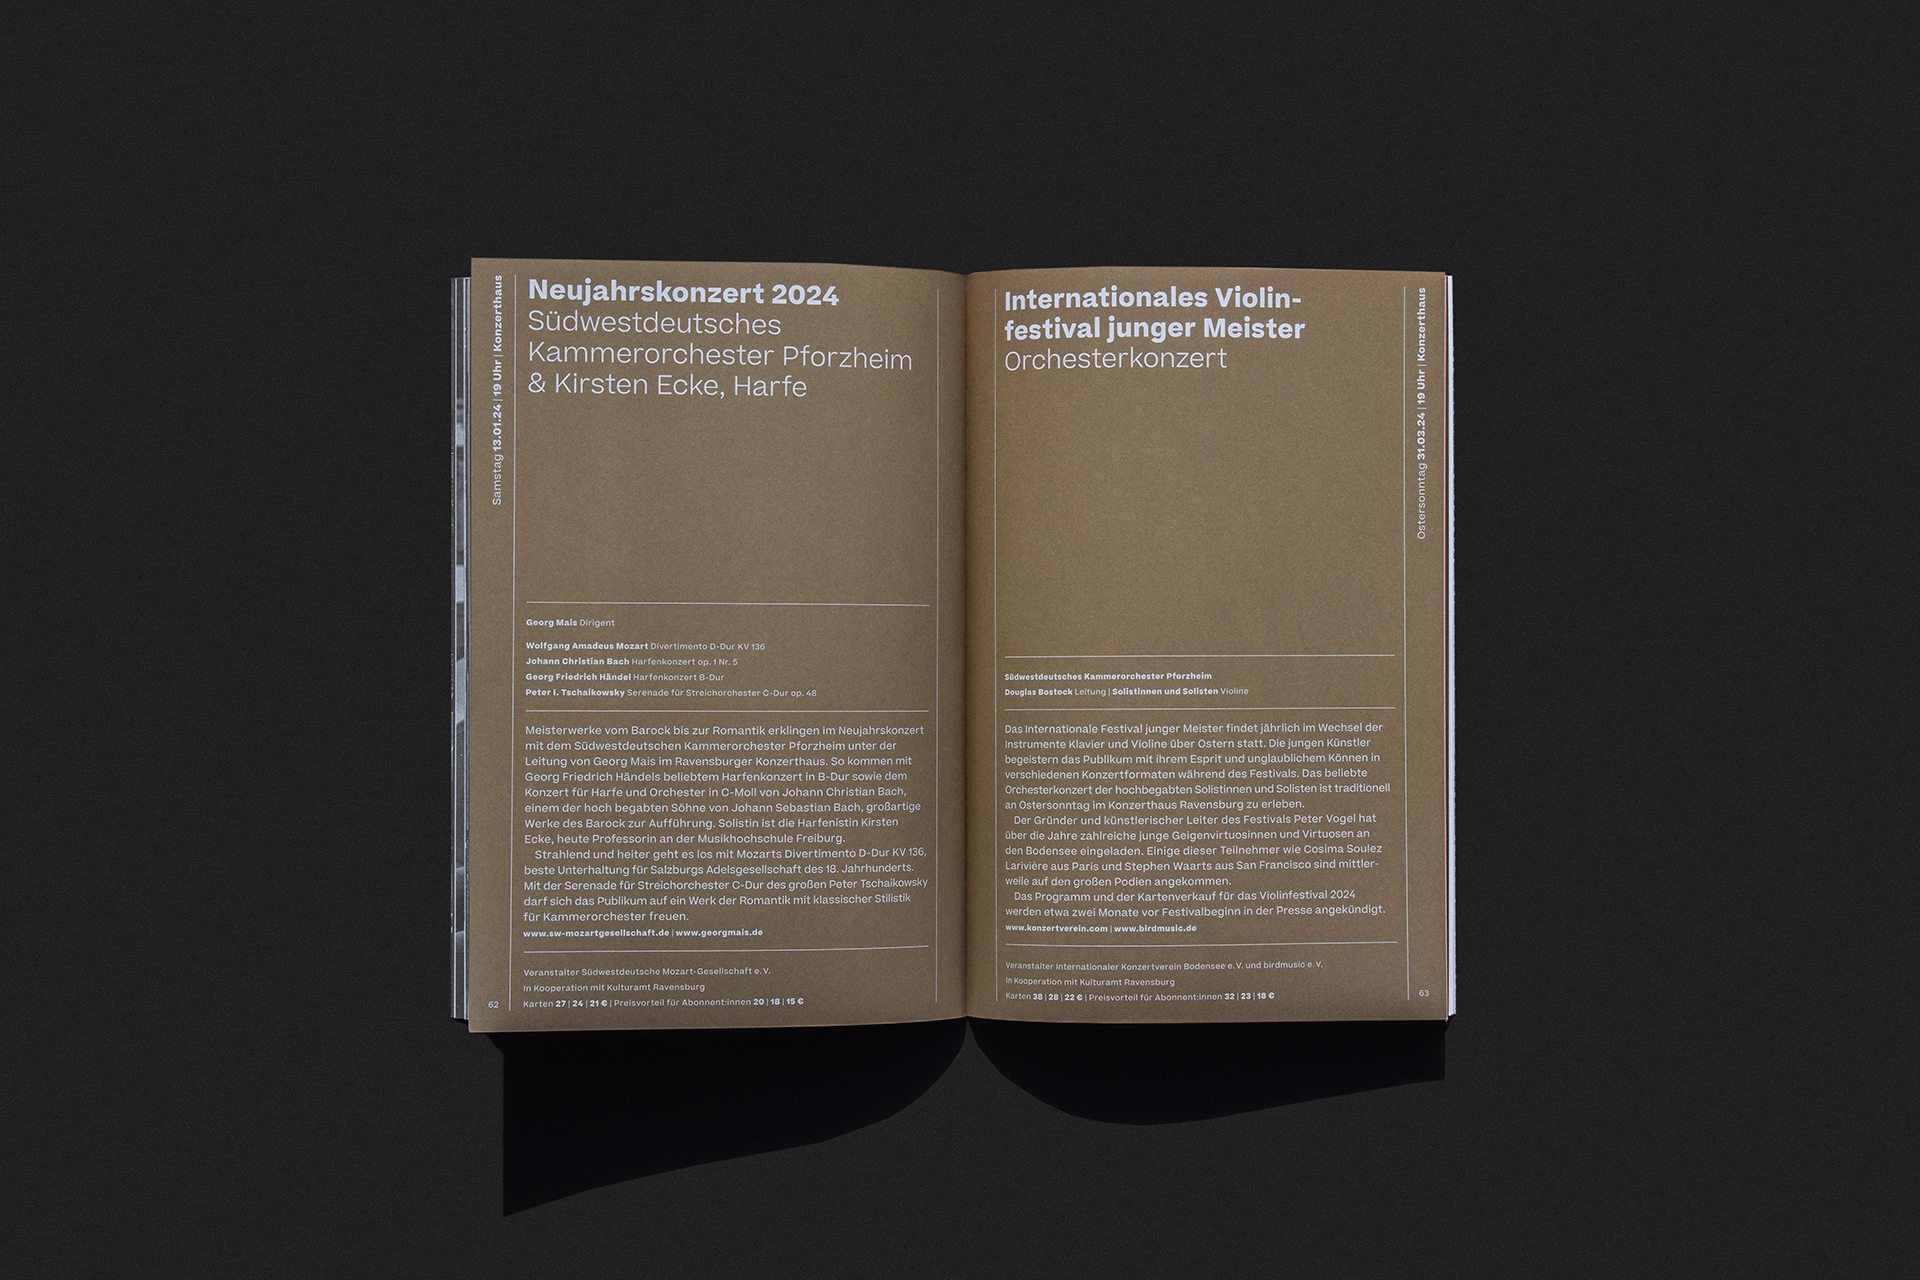 Samstag 13.01.24 | 19 Uhr | Konzerthaus
Neujahrskonzert 2024
Südwestdeutsches
Kammerorchester Pforzheim
& Kirsten Ecke, Harfe
Georg Mais Dirigent
Wolfgang Amadeus Mozart Divertimento D-Dur KV 136
Johann Christian Bach Harfenkonzert op. 1 Nr. 5
Georg Friedrich Händel Harfenkonzert B-Dur
Peter I. Tschaikowsky Serenade für Streichorchester C-Dur op. 48
Meisterwerke vom Barock bis zur Romantik erklingen im Neujahrskonzert
mit dem Südwestdeutschen Kammerorchester Pforzheim unter der
Leitung von Georg Mais im Ravensburger Konzerthaus. So kommen mit
Georg Friedrich Händels beliebtem Harfenkonzert in B-Dur sowie dem
Konzert für Harfe und Orchester in C-Moll von Johann Christian Bach,
einem der hoch begabten Söhne von Johann Sebastian Bach, großartige
Werke des Barock zur Aufführung. Solistin ist die Harfenistin Kirsten
Ecke, heute Professorin an der Musikhochschule Freiburg.
Strahlend und heiter geht es los mit Mozarts Divertimento D-Dur KV 136,
beste Unterhaltung für Salzburgs Adelsgesellschaft des 18. Jahrhunderts.
Mit der Serenade für Streichorchester C-Dur des großen Peter Tschaikowsky
darf sich das Publikum auf ein Werk der Romantik mit klassischer Stilistik
für Kammerorchester freuen.
www.sw-mozartgesellschaft.de | www.georgmais.de
Veranstalter Südwestdeutsche Mozart-Gesellschaft e. V.
In Kooperation mit Kulturamt Ravensburg
Karten 27 | 24 | 21 € | Preisvorteil für Abonnent:innen 20 | 18 | 15 €
62
Internationales Violin-
festival junger Meister
Orchesterkonzert
Ostersonntag 31.03.24 | 19 Uhr | Konzerthaus
Südwestdeutsches Kammerorchester Pforzheim
Douglas Bostock Leitung | Solistinnen und Solisten Violine
Das Internationale Festival junger Meister findet jährlich im Wechsel der
Instrumente Klavier und Violine über Ostern statt. Die jungen Künstler
begeistern das Publikum mit ihrem Esprit und unglaublichem Können in
verschiedenen Konzertformaten während des Festivals. Das beliebte
Orchesterkonzert der hochbegabten Solistinnen und Solisten ist traditionell
an Ostersonntag im Konzerthaus Ravensburg zu erleben.
Der Gründer und künstlerischer Leiter des Festivals Peter Vogel hat
über die Jahre zahlreiche junge Geigenvirtuosinnen und Virtuosen an
den Bodensee eingeladen. Einige dieser Teilnehmer wie Cosima Soulez
Larivière aus Paris und Stephen Waarts aus San Francisco sind mittler-
weile auf den großen Podien angekommen.
Das Programm und der Kartenverkauf für das Violinfestival 2024
werden etwa zwei Monate vor Festivalbeginn in der Presse angekündigt.
www.konzertverein.com | www.birdmusic.de
Veranstalter Internationaler Konzertverein Bodensee e. V. und birdmusic e. V.
In Kooperation mit Kulturamt Ravensburg
Karten 38 | 28 | 22 € | Preisvorteil für Abonnent:innen 32 | 23 | 18 €
63